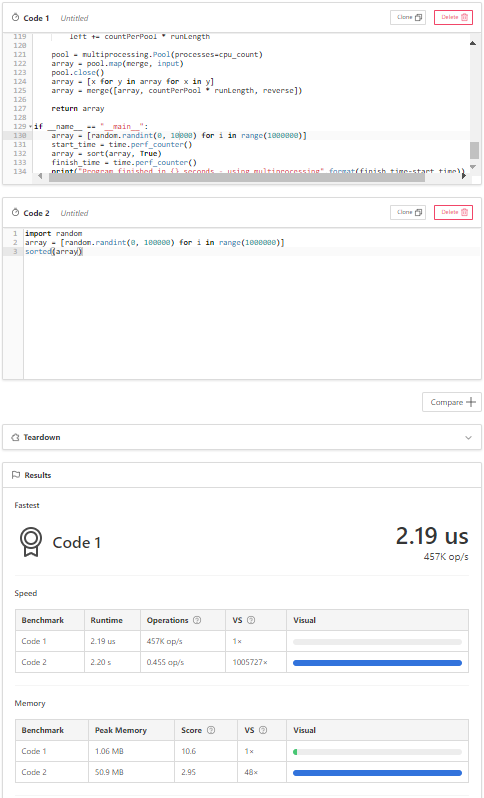 Code 1 Untitled Clone Delete
119 left += countPerPool * runLength
120
121 pool = multiprocessing.Pool(processes=cpu_count)
122 array = pool.map(merge, input)
123 pool.close()
124 array = [x for y in array for x in y]
125 array = merge([array, countPerPool * runLength, reverse])
126
127 return array
128
129 if __name__ == "__main__":
130 array = [random.randint(0, 10000) for i in range(1000000)]
131 start_time = time.perf_counter()
132 array = sort(array, True)
133 finish_time = time.perf_counter()
134 print("Program finished in {} seconds - using multiprocessing".format(finish_time-start_time))
Code 2 Untitled Clone Delete
1 import random
2 array = [random.randint(0, 100000) for i in range(1000000)]
3 sorted(array)
Compare
Teardown
Results
Fastest
Code 1 2.19 us
457K op/s
Speed
Benchmark Runtime Operations VS Visual
Code 1 2.19 us 457K op/s 1×
Code 2 2.20 s 0.455 op/s 1005727×
Memory
Benchmark Peak Memory Score VS Visual
Code 1 1.06 MB 10.6 1×
Code 2 50.9 MB 2.95 48×